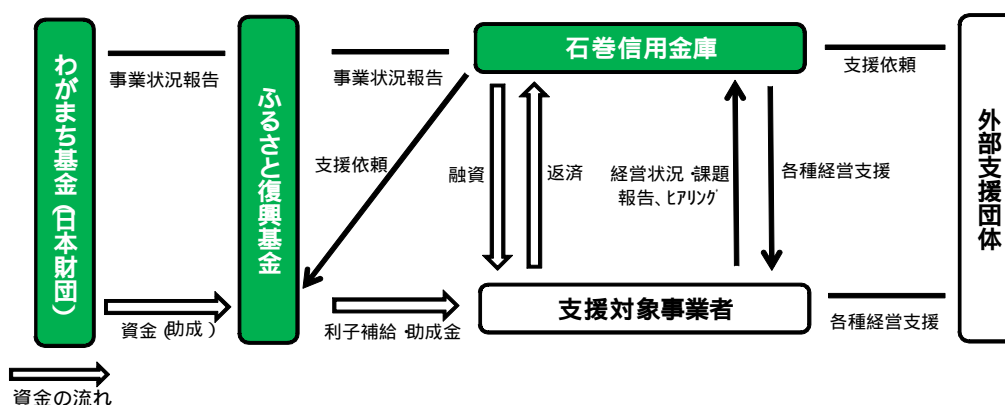 わがまち基金(日本財団)
事業状況報告
資金(助成)
ふるさと復興基金
事業状況報告
支援依頼
利子補給・助成金
石巻信用金庫
融資
返済
経営状況・課題
報告、ヒアリング
各種経営支援
支援対象事業者
支援依頼
各種経営支援
外部支援団体
資金の流れ